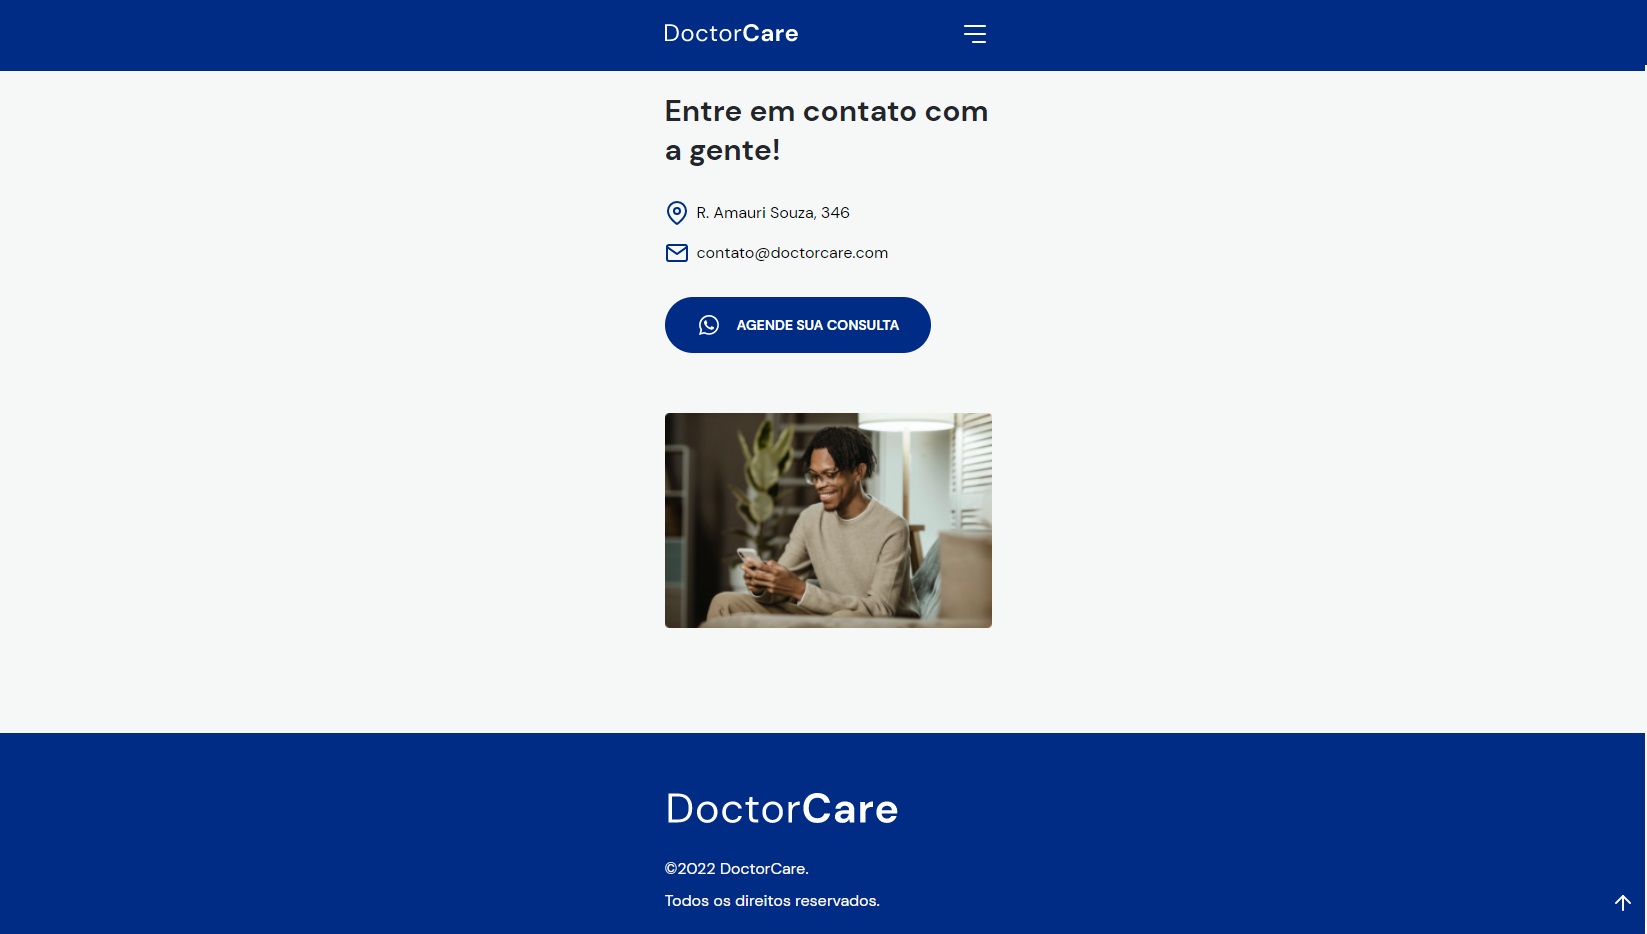 DoctorCare
Entre em contato com
a gente!
R. Amauri Souza, 346
contato@doctorcare.com
AGENDE SUA CONSULTA
DoctorCare
©2022 DoctorCare.
Todos os direitos reservados.